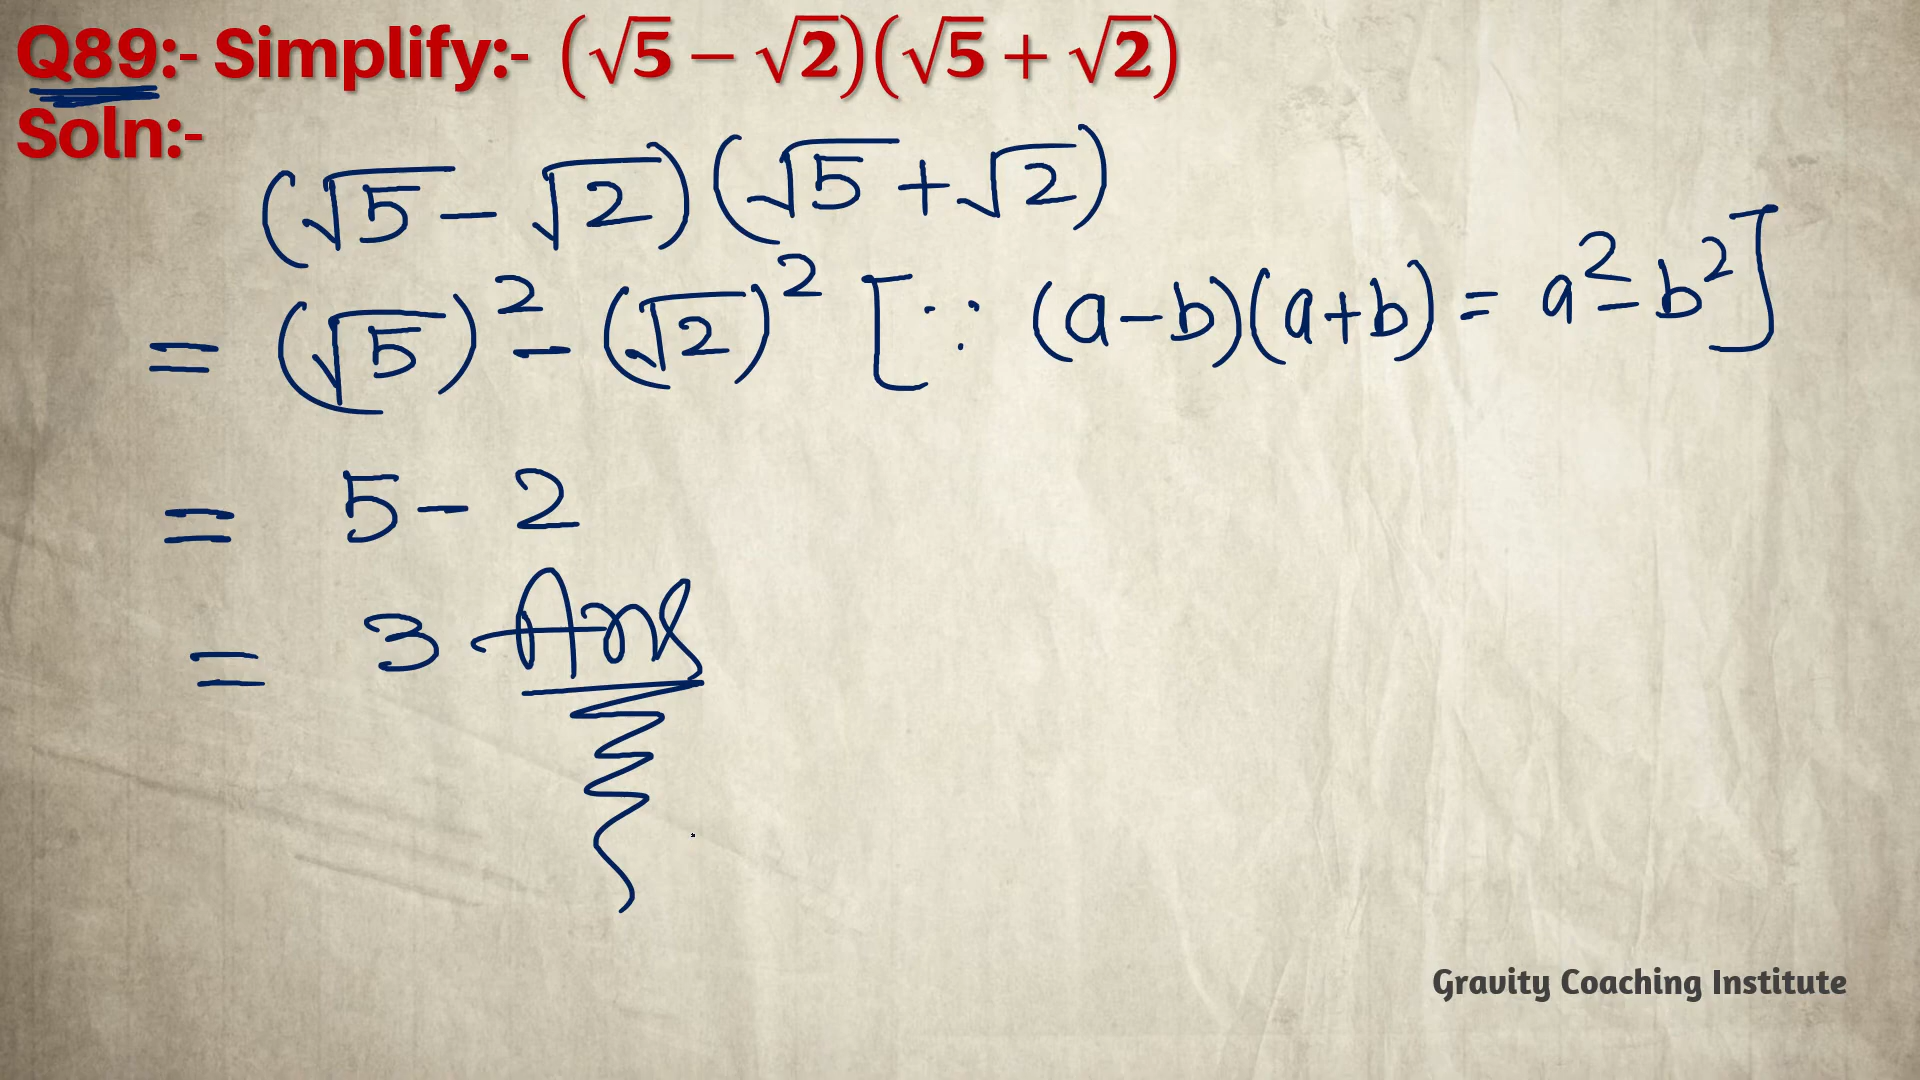 Q89:- Simplify:- (√5 − √2)(√5 + √2)
Soln:-
(√5 − √2)(√5 + √2)
= (√5)² − (√2)² [∵ (a−b)(a+b) = a² − b²]
= 5 − 2
= 3 Ans
Gravity Coaching Institute